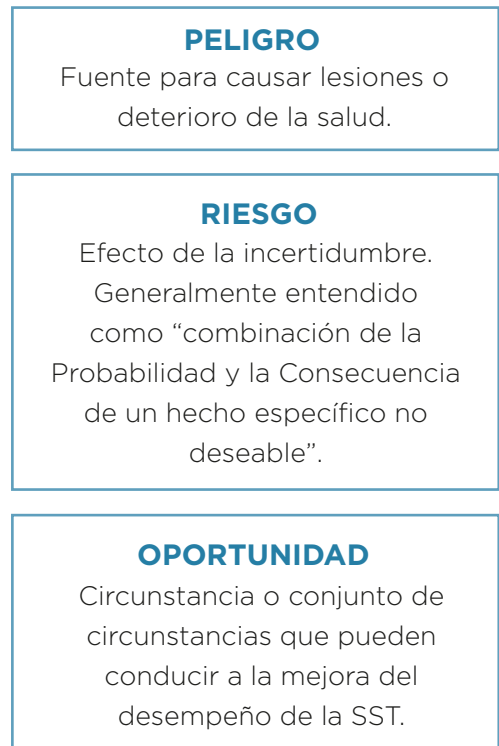 PELIGRO
Fuente para causar lesiones o
deterioro de la salud.
RIESGO
Efecto de la incertidumbre.
Generalmente entendido
como “combinación de la
Probabilidad y la Consecuencia
de un hecho específico no
deseable”.
OPORTUNIDAD
Circunstancia o conjunto de
circunstancias que pueden
conducir a la mejora del
desempeño de la SST.